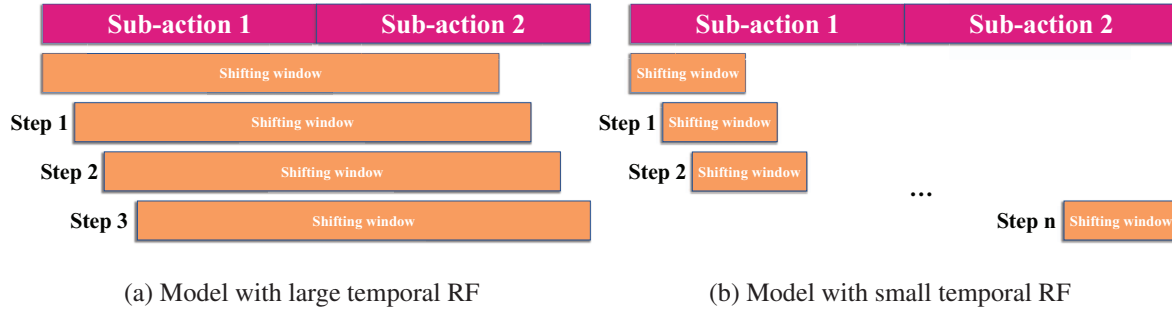 Sub-action 1 Sub-action 2
Shifting window
Step 1 Shifting window
Step 2 Shifting window
Step 3 Shifting window
(a) Model with large temporal RF
Sub-action 1 Sub-action 2
Shifting window
Step 1 Shifting window
Step 2 Shifting window
...
Step n Shifting window
(b) Model with small temporal RF